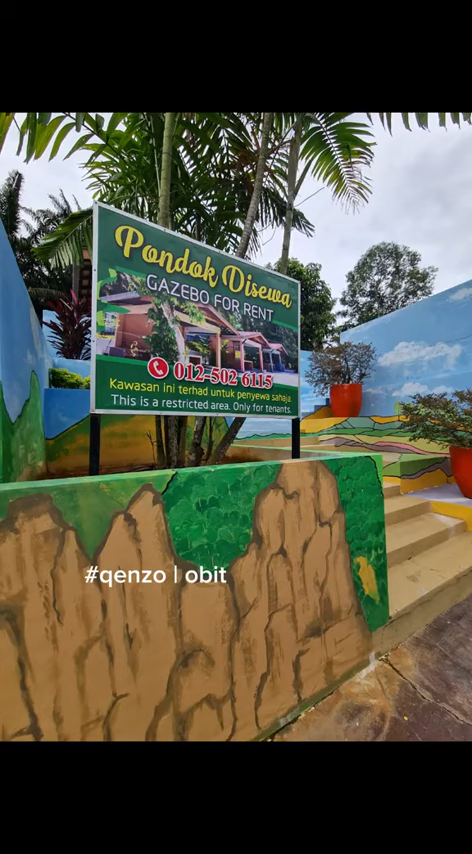 Pondok Disewa
GAZEBO FOR RENT
012-502 6115
Kawasan ini terhad untuk penyewa sahaja.
This is a restricted area. Only for tenants.
#qenzo | obit